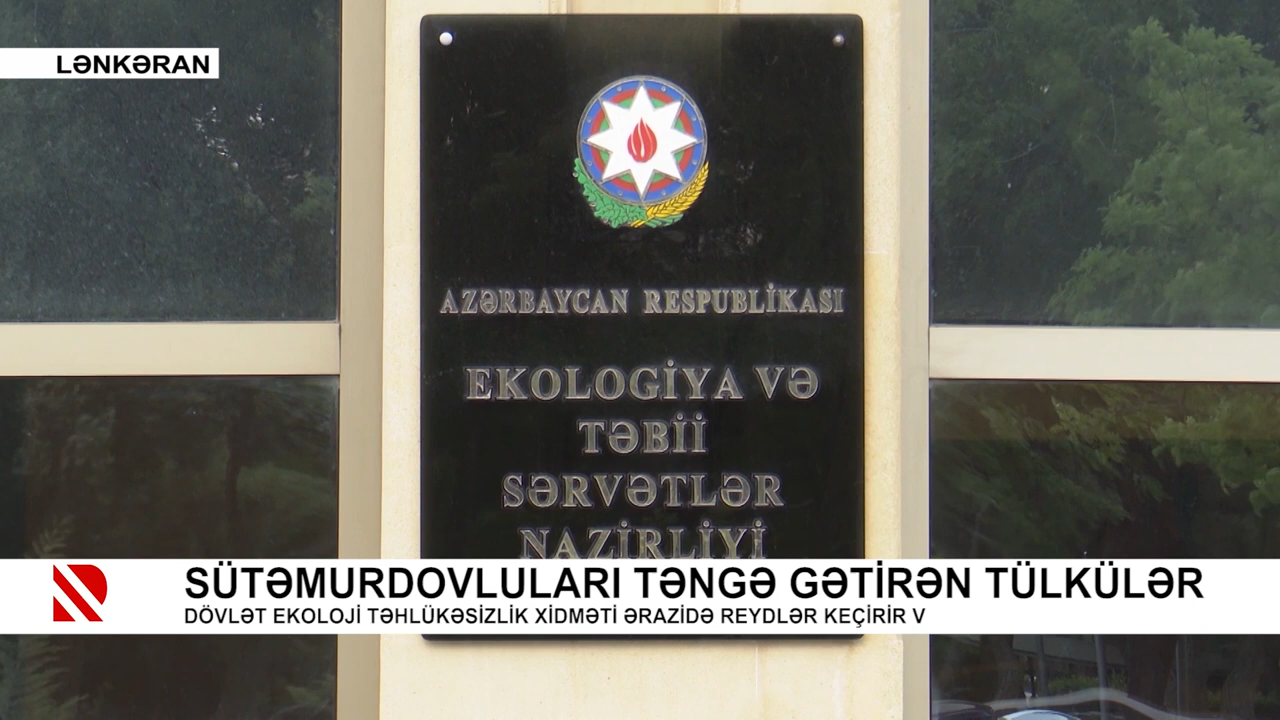 LƏNKƏRAN
AZƏRBAYCAN RESPUBLİKASI
EKOLOGİYA VƏ
TƏBİİ
SƏRVƏTLƏR
NAZİRLİYİ
SÜTƏMURDOVLULARI TƏNGƏ GƏTİRƏN TÜLKÜLƏR
DÖVLƏT EKOLOJİ TƏHLÜKƏSİZLİK XİDMƏTİ ƏRAZİDƏ REYDLƏR KEÇİRİR V